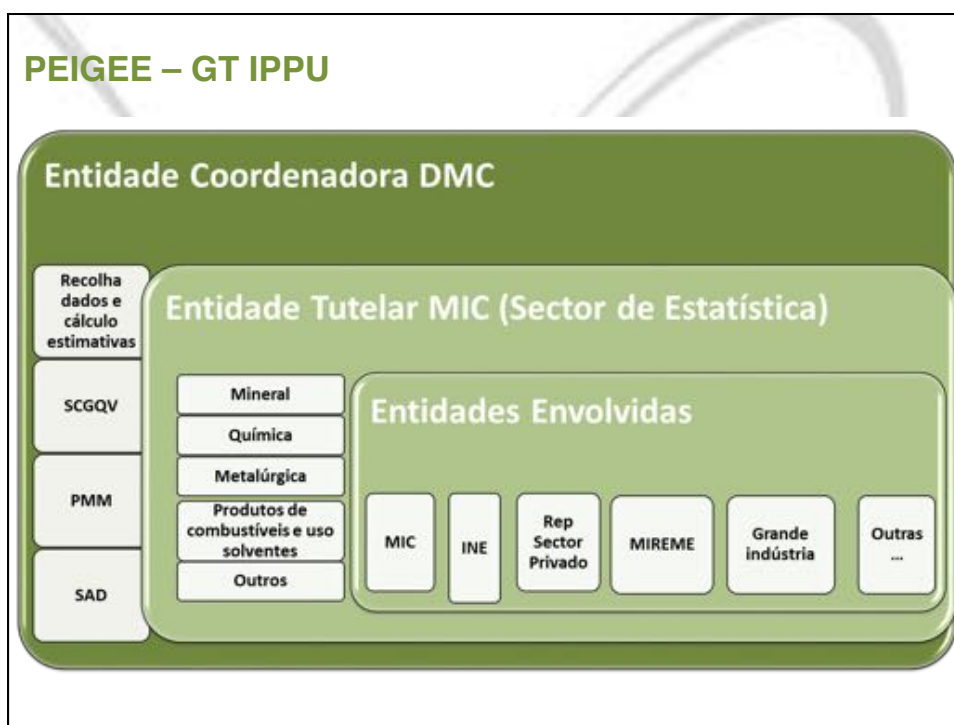 PEIGEE – GT IPPU
Entidade Coordenadora DMC
Recolha
dados e
cálculo
estimativas
SCGQV
PMM
SAD
Entidade Tutelar MIC (Sector de Estatística)
Mineral
Química
Metalúrgica
Produtos de
combustíveis e uso
solventes
Outros
Entidades Envolvidas
MIC
INE
Rep
Sector
Privado
MIREME
Grande
indústria
Outras
...